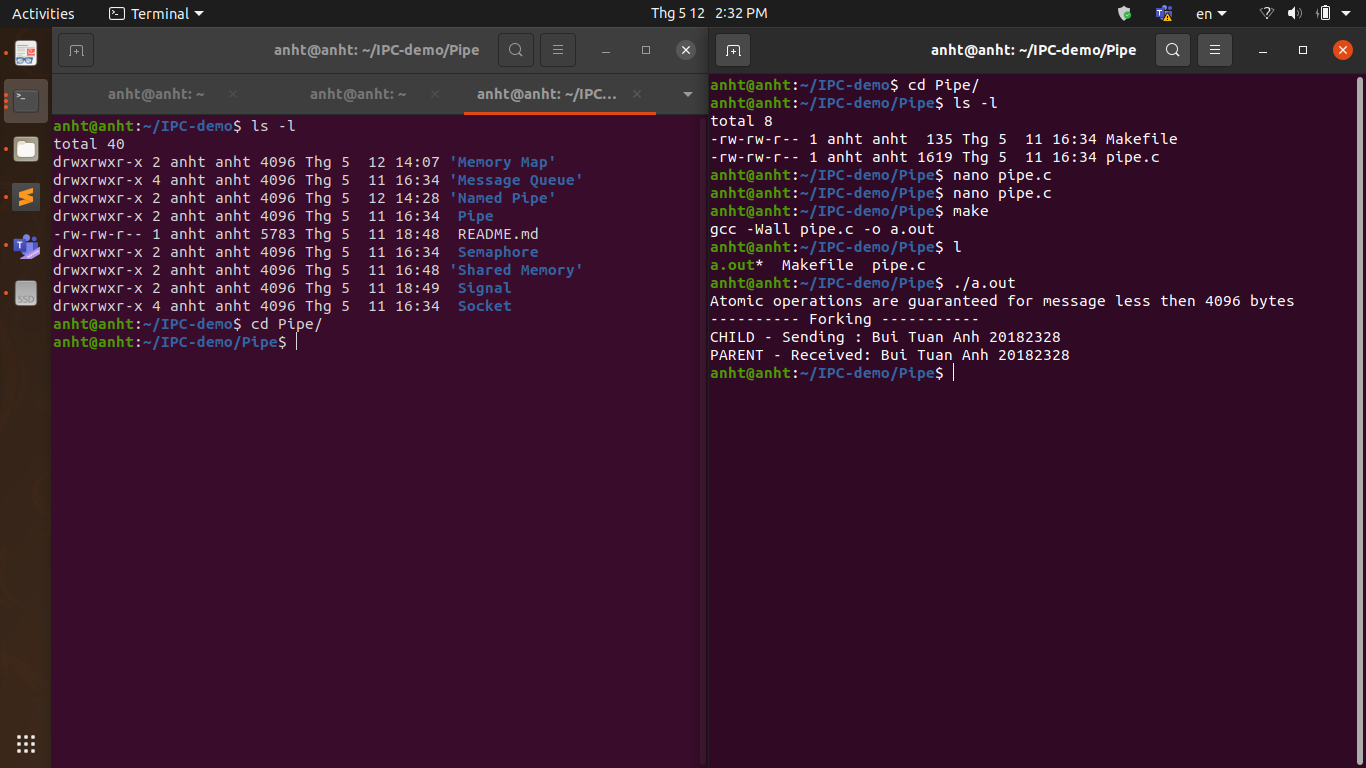 Activities
Terminal
Thg 5 12 2:32 PM
en
anht@anht: ~/IPC-demo/Pipe
anht@anht: ~
anht@anht: ~
anht@anht: ~/IPC...
anht@anht:~/IPC-demo$ ls -l
total 40
drwxrwxr-x 2 anht anht 4096 Thg 5  12 14:07 'Memory Map'
drwxrwxr-x 4 anht anht 4096 Thg 5  11 16:34 'Message Queue'
drwxrwxr-x 2 anht anht 4096 Thg 5  12 14:28 'Named Pipe'
drwxrwxr-x 2 anht anht 4096 Thg 5  11 16:34  Pipe
-rw-rw-r-- 1 anht anht 5783 Thg 5  11 18:48  README.md
drwxrwxr-x 2 anht anht 4096 Thg 5  11 16:34  Semaphore
drwxrwxr-x 2 anht anht 4096 Thg 5  11 16:48 'Shared Memory'
drwxrwxr-x 2 anht anht 4096 Thg 5  11 18:49  Signal
drwxrwxr-x 4 anht anht 4096 Thg 5  11 16:34  Socket
anht@anht:~/IPC-demo$ cd Pipe/
anht@anht:~/IPC-demo/Pipe$
anht@anht: ~/IPC-demo/Pipe
anht@anht:~/IPC-demo$ cd Pipe/
anht@anht:~/IPC-demo/Pipe$ ls -l
total 8
-rw-rw-r-- 1 anht anht  135 Thg 5  11 16:34 Makefile
-rw-rw-r-- 1 anht anht 1619 Thg 5  11 16:34 pipe.c
anht@anht:~/IPC-demo/Pipe$ nano pipe.c
anht@anht:~/IPC-demo/Pipe$ nano pipe.c
anht@anht:~/IPC-demo/Pipe$ make
gcc -Wall pipe.c -o a.out
anht@anht:~/IPC-demo/Pipe$ l
a.out*  Makefile  pipe.c
anht@anht:~/IPC-demo/Pipe$ ./a.out
Atomic operations are guaranteed for message less then 4096 bytes
---------- Forking -----------
CHILD - Sending : Bui Tuan Anh 20182328
PARENT - Received: Bui Tuan Anh 20182328
anht@anht:~/IPC-demo/Pipe$
SSD